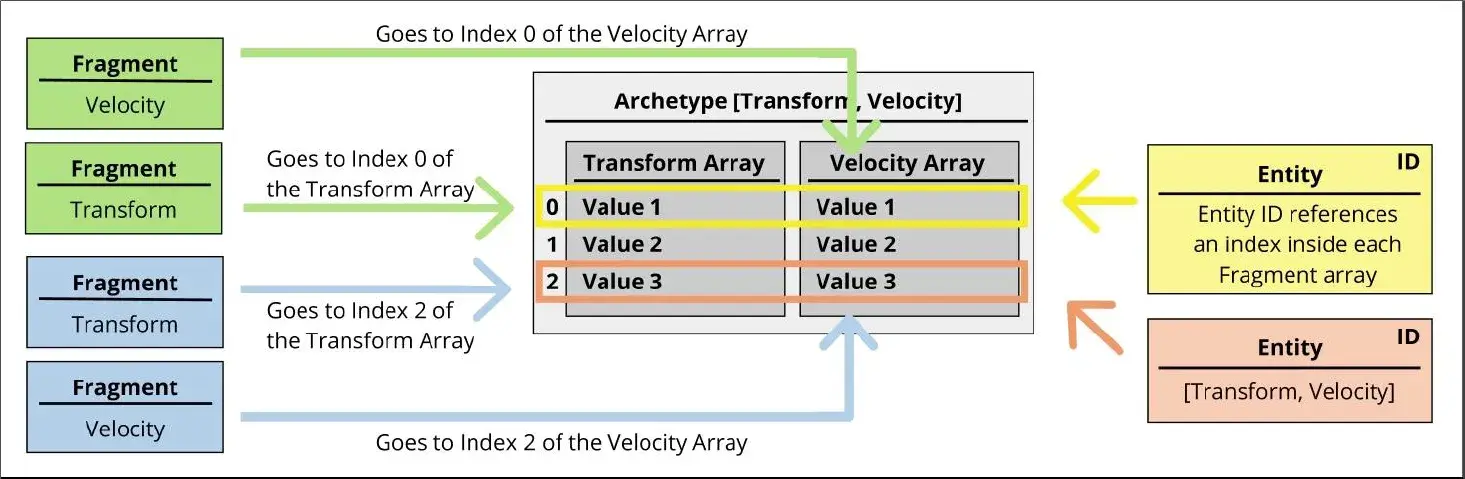 Goes to Index 0 of the Velocity Array
Fragment
Velocity
Fragment
Transform
Goes to Index 0 of
the Transform Array
Fragment
Transform
Goes to Index 2 of
the Transform Array
Fragment
Velocity
Goes to Index 2 of the Velocity Array
Archetype [Transform, Velocity]
Transform Array Velocity Array
0 Value 1 Value 1
1 Value 2 Value 2
2 Value 3 Value 3
ID
Entity
Entity ID references
an index inside each
Fragment array
ID
Entity
[Transform, Velocity]